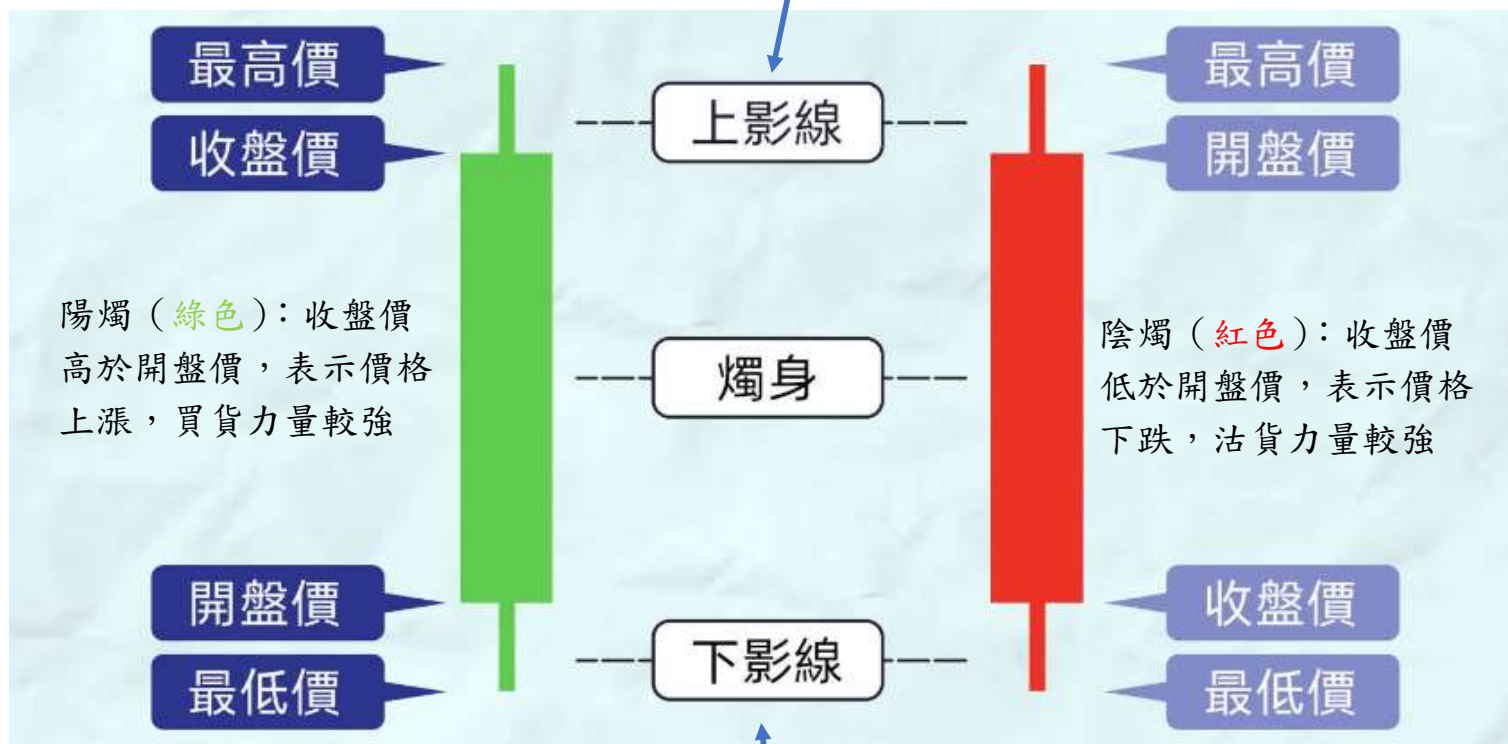 最高價
上影線
最高價
收盤價
開盤價
陽燭（綠色）：收盤價
高於開盤價，表示價格
上漲，買貨力量較強
燭身
陰燭（紅色）：收盤價
低於開盤價，表示價格
下跌，沽貨力量較強
開盤價
收盤價
最低價
下影線
最低價